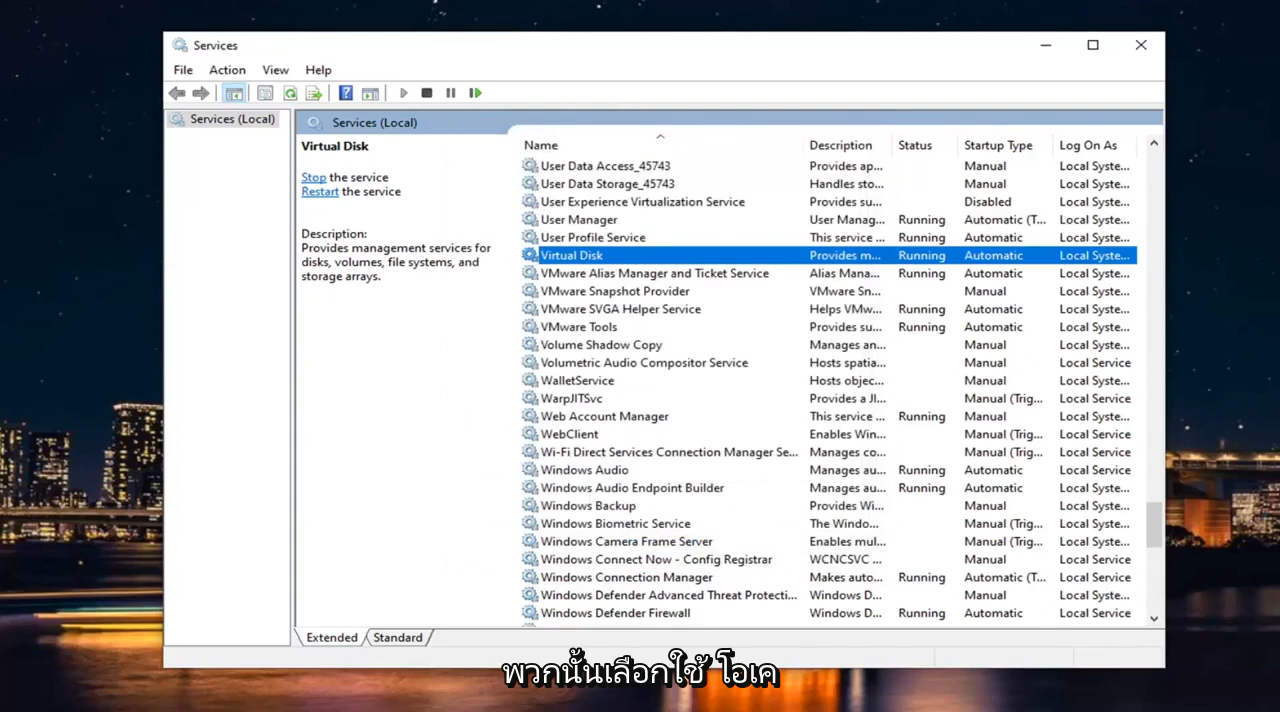 Services
File Action View Help
Services (Local)
Services (Local)
Virtual Disk
Stop the service
Restart the service
Description:
Provides management services for
disks, volumes, file systems, and
storage arrays.
Name Description Status Startup Type Log On As
User Data Access_45743 Provides ap... Manual Local Syste...
User Data Storage_45743 Handles sto... Manual Local Syste...
User Experience Virtualization Service Provides su... Disabled Local Syste...
User Manager User Manag... Running Automatic (T... Local Syste...
User Profile Service This service ... Running Automatic Local Syste...
Virtual Disk Provides m... Running Automatic Local Syste...
VMware Alias Manager and Ticket Service Alias Mana... Running Automatic Local Syste...
VMware Snapshot Provider VMware Sn... Manual Local Syste...
VMware SVGA Helper Service Helps VMw... Running Automatic Local Syste...
VMware Tools Provides su... Running Automatic Local Syste...
Volume Shadow Copy Manages an... Manual Local Syste...
Volumetric Audio Compositor Service Hosts spatia... Manual Local Service
WalletService Hosts objec... Manual Local Syste...
WarpJITSvc Provides a JI... Manual (Trig... Local Service
Web Account Manager This service ... Running Manual Local Syste...
WebClient Enables Win... Manual (Trig... Local Service
Wi-Fi Direct Services Connection Manager Se... Manages co... Manual (Trig... Local Service
Windows Audio Manages au... Running Automatic Local Service
Windows Audio Endpoint Builder Manages au... Running Automatic Local Syste...
Windows Backup Provides Wi... Manual Local Syste...
Windows Biometric Service The Windo... Manual (Trig... Local Syste...
Windows Camera Frame Server Enables mul... Manual (Trig... Local Service
Windows Connect Now - Config Registrar WCNCSVC ... Manual Local Service
Windows Connection Manager Makes auto... Running Automatic (T... Local Service
Windows Defender Advanced Threat Protecti... Windows D... Manual Local Syste...
Windows Defender Firewall Windows D... Running Automatic Local Service
Extended Standard
พวกนั้นเลือกใช้ โอเค